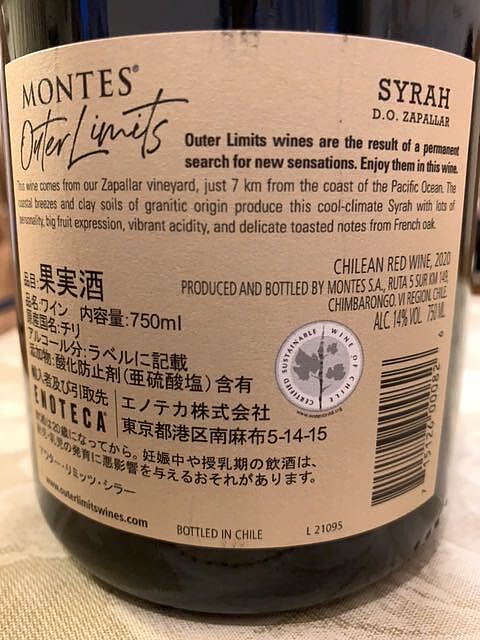 MONTES®
Outer Limits
SYRAH
D.O. ZAPALLAR
Outer Limits wines are the result of a permanent
search for new sensations. Enjoy them in this wine.
This wine comes from our Zapallar vineyard, just 7 km from the coast of the Pacific Ocean. The
coastal breezes and clay soils of granitic origin produce this cool-climate Syrah with lots of
personality, big fruit expression, vibrant acidity, and delicate toasted notes from French oak.
CHILEAN RED WINE, 2020.
PRODUCED AND BOTTLED BY MONTES S.A., RUTA 5 SUR KM 149,
CHIMBARONGO. VI REGION. CHILE.
ALC. 14% VOL. 750 ML.
品目:果実酒
品名:ワイン 内容量:750ml
原産国名:チリ
アルコール分:ラベルに記載
添加物:酸化防止剤(亜硫酸塩)含有
輸入者及び引取先
ENOTECA
エノテカ株式会社
東京都港区南麻布5-14-15
は20歳になってから。妊娠中や授乳期の飲酒は、
乳児の発育に悪影響を与えるおそれがあります。
アウター・リミッツ・シラー
www.outerlimitswines.com
CERTIFIED SUSTAINABLE WINE OF CHILE
BOTTLED IN CHILE
L 21095